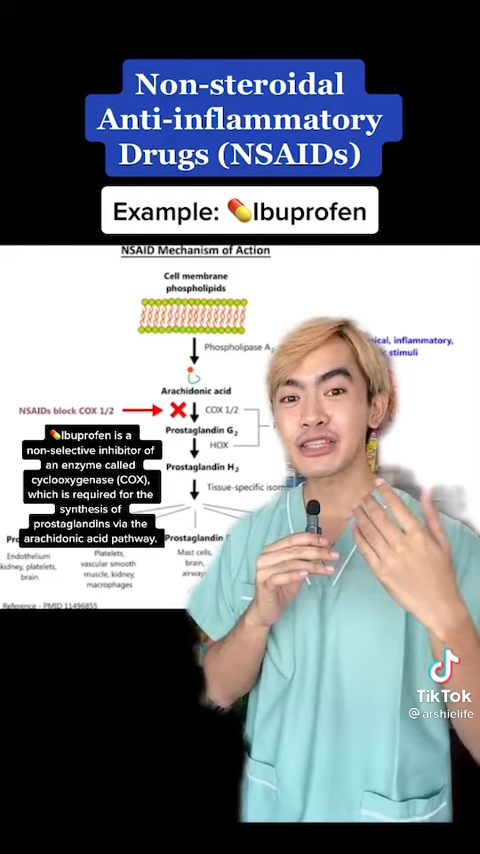 Non-steroidal
Anti-inflammatory
Drugs (NSAIDs)
Example: 💊Ibuprofen
NSAID Mechanism of Action
Cell membrane
phospholipids
Phospholipase A₂
inflammatory,
stimuli
Arachidonic acid
NSAIDs block COX 1/2
COX 1/2
Prostaglandin G₂
HOX
Prostaglandin H₂
Tissue-specific
💊Ibuprofen is a
non-selective inhibitor of
an enzyme called
cyclooxygenase (COX),
which is required for the
synthesis of
prostaglandins via the
arachidonic acid pathway.
Prostaglandin
Endothelium
kidney, platelets,
brain
Platelets,
vascular smooth
muscle, kidney,
macrophages
Mast cells,
brain,
Reference - PMID 11496855
TikTok
@arshielife